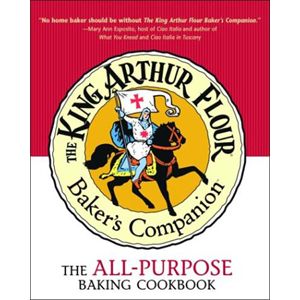 "No home baker should be without The King Arthur Flour Baker's Companion."
—Mary Ann Esposito, host of Ciao Italia and author of
What You Knead and Ciao Italia in Tuscany
THE KING ARTHUR FLOUR
Baker's Companion
THE ALL-PURPOSE
BAKING COOKBOOK